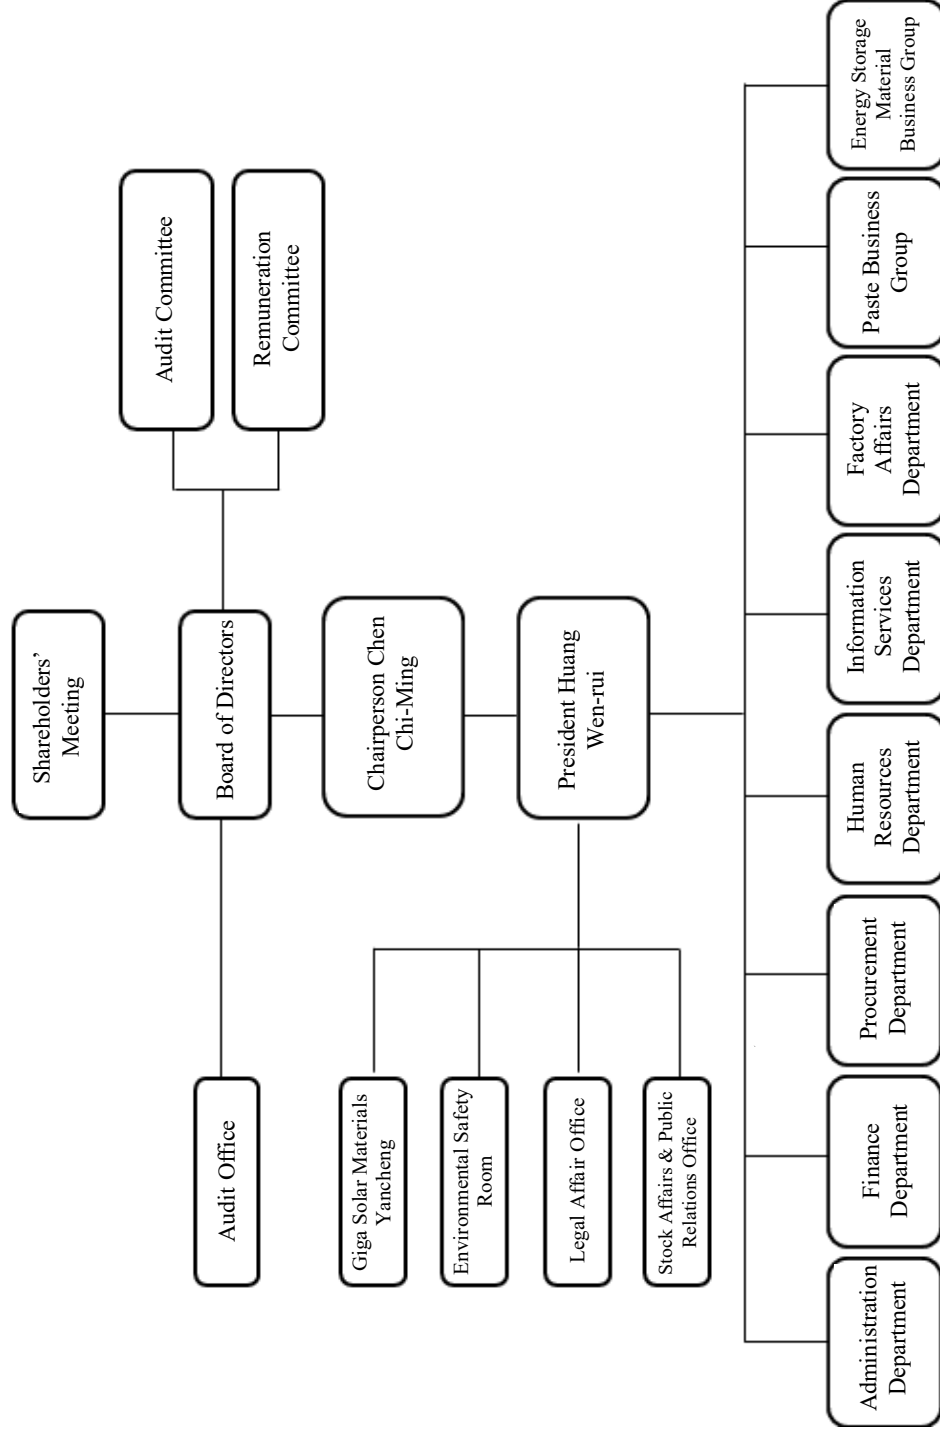 Shareholders’
Meeting
Audit Office
Board of Directors
Audit Committee
Remuneration
Committee
Chairperson Chen
Chi-Ming
President Huang
Wen-rui
Giga Solar Materials
Yancheng
Environmental Safety
Room
Legal Affair Office
Stock Affairs & Public
Relations Office
Administration
Department
Finance
Department
Procurement
Department
Human
Resources
Department
Information
Services
Department
Factory
Affairs
Department
Paste Business
Group
Energy Storage
Material
Business Group